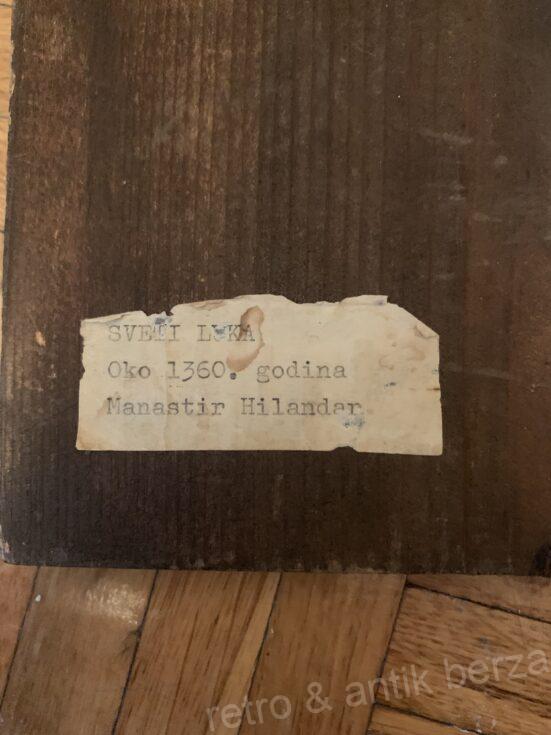 SVETI LUKA
Oko 1360. godina
Manastir Hilandar
retro & antik berza